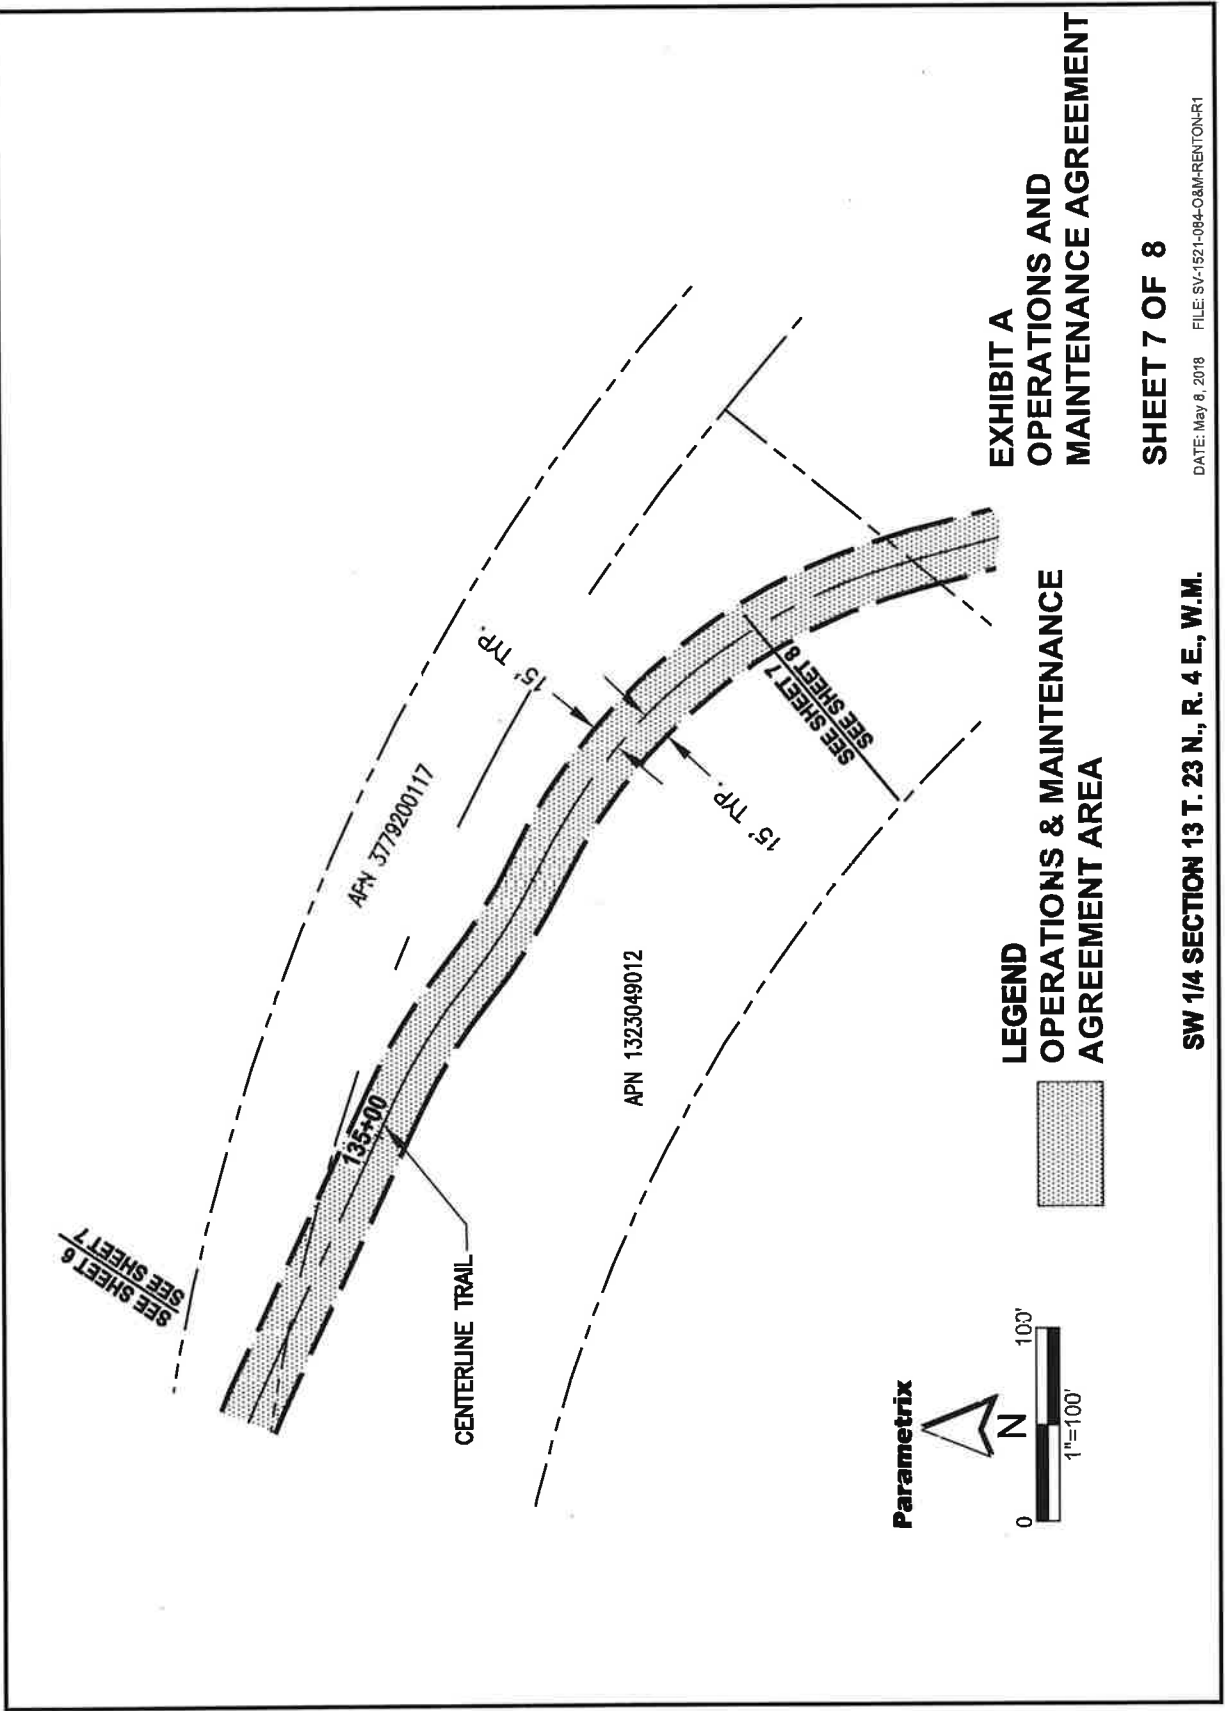 SEE SHEET 6
SEE SHEET 7
APN 3779200117
15' TYP.
135+00
CENTERLINE TRAIL
15' TYP.
SEE SHEET 7
SEE SHEET 8
APN 1323049012
Parametrix
N
0
100'
1"=100'
LEGEND
OPERATIONS & MAINTENANCE
AGREEMENT AREA
EXHIBIT A
OPERATIONS AND
MAINTENANCE AGREEMENT
SHEET 7 OF 8
SW 1/4 SECTION 13 T. 23 N., R. 4 E., W.M.
DATE: May 8, 2018 FILE: SV-1521-084-O&M-RENTON-R1